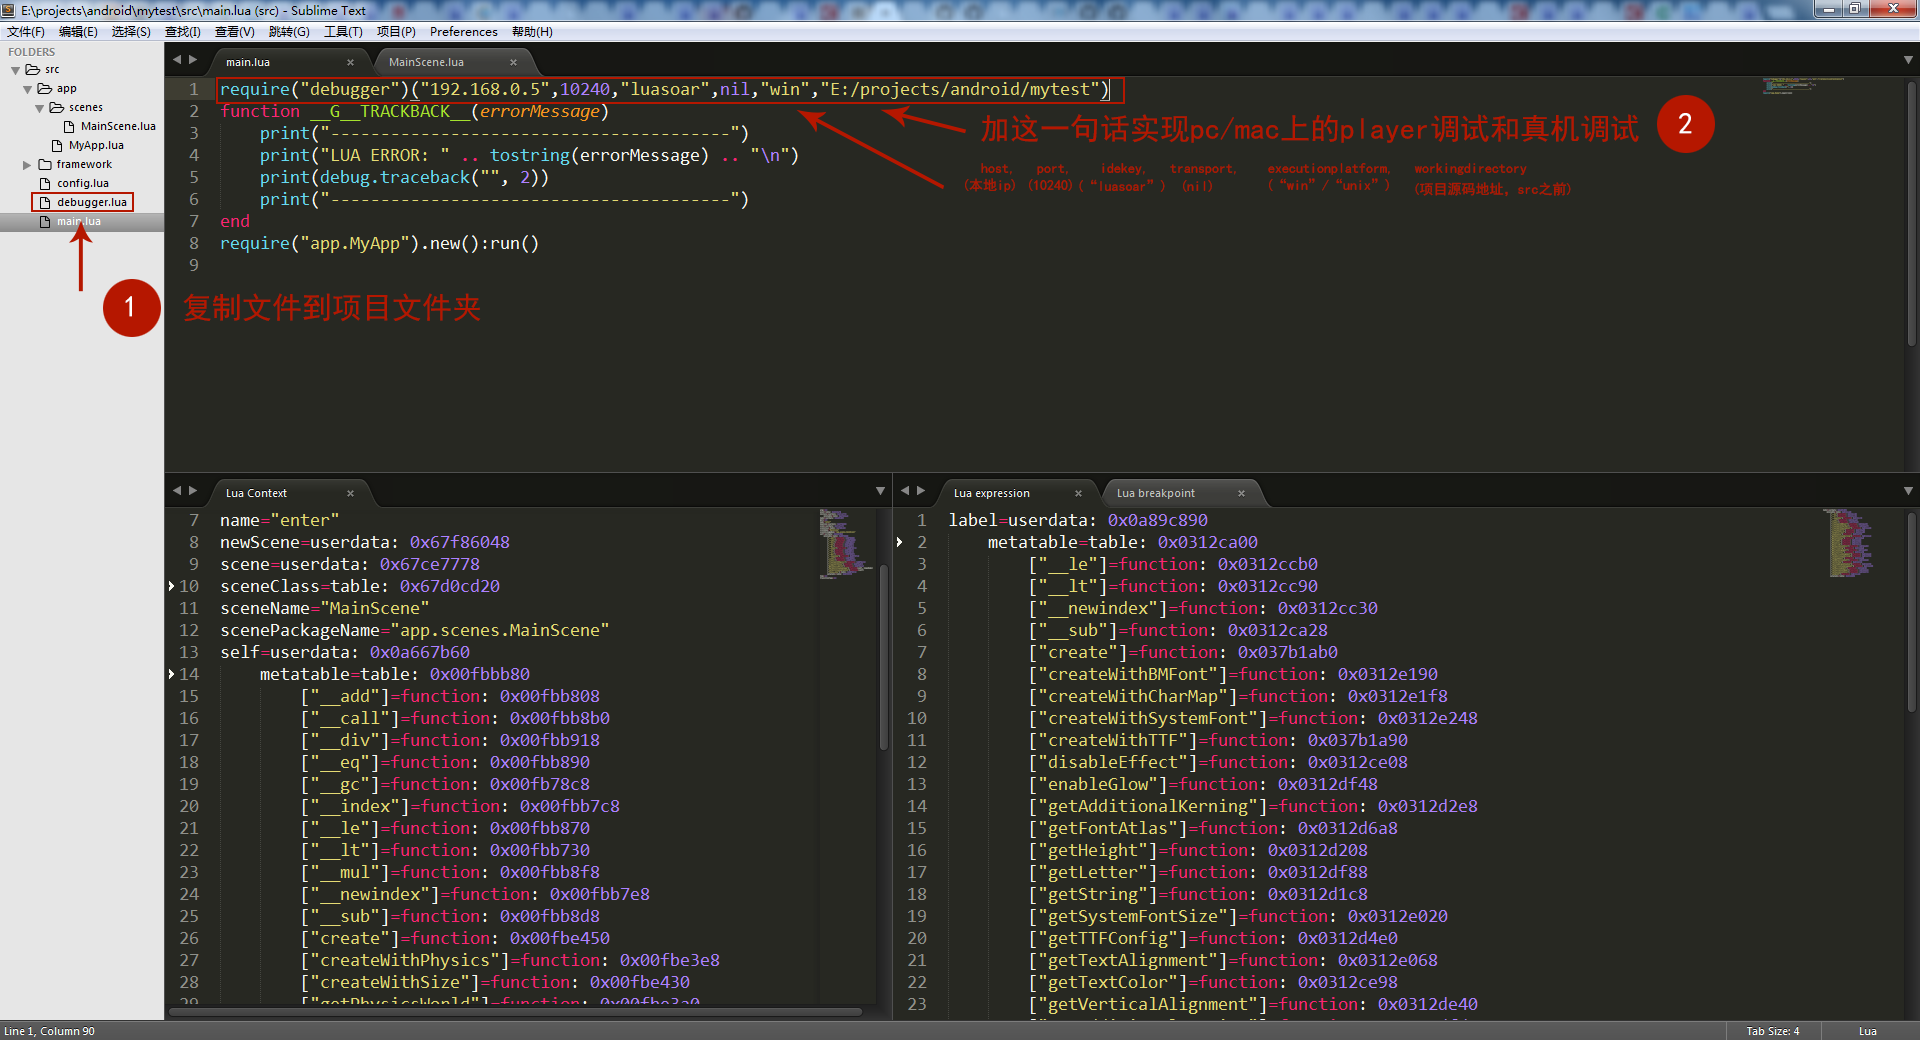 E:\projects\android\mytest\src\main.lua (src) - Sublime Text
文件(F) 编辑(E) 选择(S) 查找(I) 查看(V) 跳转(G) 工具(T) 项目(P) Preferences 帮助(H)
FOLDERS
src
app
scenes
MainScene.lua
MyApp.lua
framework
config.lua
debugger.lua
main.lua
1
复制文件到项目文件夹
main.lua
MainScene.lua
1 require("debugger")("192.168.0.5",10240,"luasoar",nil,"win","E:/projects/android/mytest")
2 function __G__TRACKBACK__(errorMessage)
3 print("----------------------------------------")
4 print("LUA ERROR: " .. tostring(errorMessage) .. "\n")
5 print(debug.traceback("", 2))
6 print("----------------------------------------")
7 end
8 require("app.MyApp").new():run()
9
加这一句话实现pc/mac上的player调试和真机调试
2
host, port, idekey, transport, executionplatform, workingdirectory
(本地ip) (10240) (“luasoar”) (nil) (“win”/“unix”) (项目源码地址, src之前)
Lua Context
7 name="enter"
8 newScene=userdata: 0x67f86048
9 scene=userdata: 0x67ce7778
10 sceneClass=table: 0x67d0cd20
11 sceneName="MainScene"
12 scenePackageName="app.scenes.MainScene"
13 self=userdata: 0x0a667b60
14 metatable=table: 0x00fbbb80
15 ["__add"]=function: 0x00fbb808
16 ["__call"]=function: 0x00fbb8b0
17 ["__div"]=function: 0x00fbb918
18 ["__eq"]=function: 0x00fbb890
19 ["__gc"]=function: 0x00fb78c8
20 ["__index"]=function: 0x00fbb7c8
21 ["__le"]=function: 0x00fbb870
22 ["__lt"]=function: 0x00fbb730
23 ["__mul"]=function: 0x00fbb8f8
24 ["__newindex"]=function: 0x00fbb7e8
25 ["__sub"]=function: 0x00fbb8d8
26 ["create"]=function: 0x00fbe450
27 ["createWithPhysics"]=function: 0x00fbe3e8
28 ["createWithSize"]=function: 0x00fbe430
29 ["getPhysicsWorld"]=function: 0x00fbe3a0
Lua expression
Lua breakpoint
1 label=userdata: 0x0a89c890
2 metatable=table: 0x0312ca00
3 ["__le"]=function: 0x0312ccb0
4 ["__lt"]=function: 0x0312cc90
5 ["__newindex"]=function: 0x0312cc30
6 ["__sub"]=function: 0x0312ca28
7 ["create"]=function: 0x037b1ab0
8 ["createWithBMFont"]=function: 0x0312e190
9 ["createWithCharMap"]=function: 0x0312e1f8
10 ["createWithSystemFont"]=function: 0x0312e248
11 ["createWithTTF"]=function: 0x037b1a90
12 ["disableEffect"]=function: 0x0312ce08
13 ["enableGlow"]=function: 0x0312df48
14 ["getAdditionalKerning"]=function: 0x0312d2e8
15 ["getFontAtlas"]=function: 0x0312d6a8
16 ["getHeight"]=function: 0x0312d208
17 ["getLetter"]=function: 0x0312df88
18 ["getString"]=function: 0x0312d1c8
19 ["getSystemFontSize"]=function: 0x0312e020
20 ["getTTFConfig"]=function: 0x0312d4e0
21 ["getTextAlignment"]=function: 0x0312e068
22 ["getTextColor"]=function: 0x0312ce98
23 ["getVerticalAlignment"]=function: 0x0312de40
Line 1, Column 90
Tab Size: 4
Lua